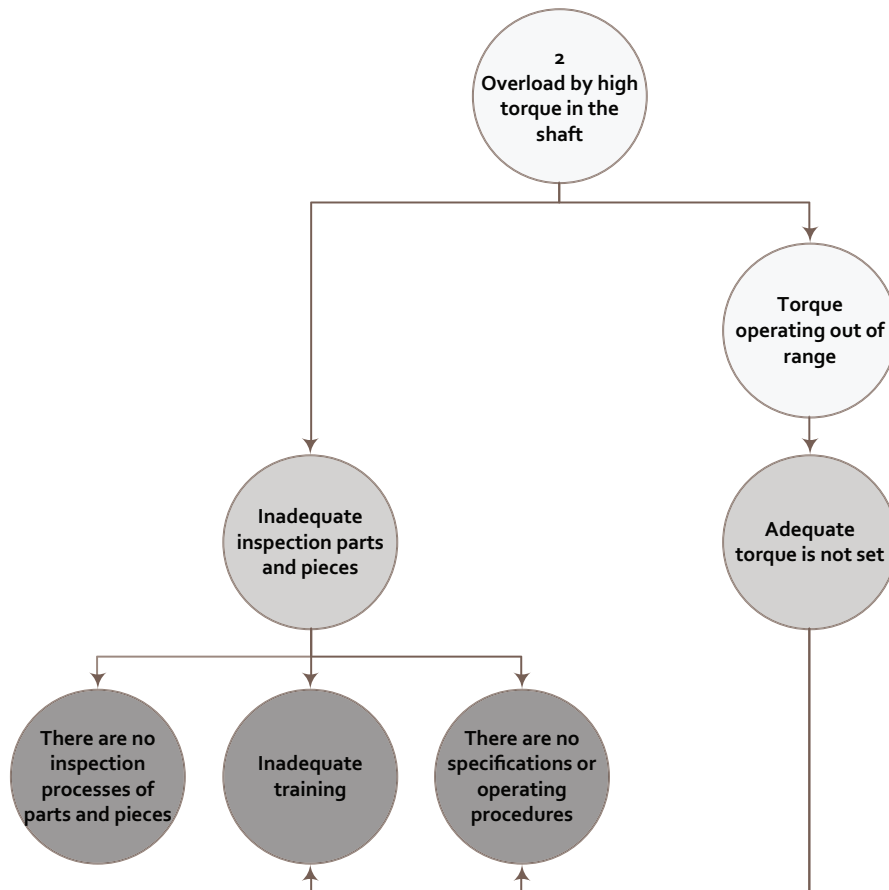 2
Overload by high
torque in the
shaft
Torque
operating out of
range
Inadequate
inspection parts
and pieces
Adequate
torque is not set
There are no
inspection
processes of
parts and pieces
Inadequate
training
There are no
specifications or
operating
procedures